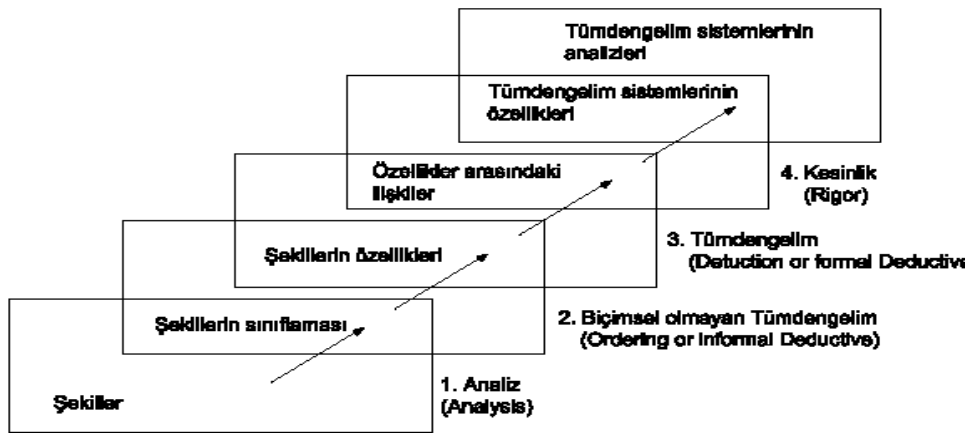 Tümdengelim sistemlerinin
analizleri
Tümdengelim sistemlerinin
özellikleri
Özellikler arasındaki
ilişkiler
4. Kesinlik
(Rigor)
Şekillerin özellikleri
3. Tümdengelim
(Detuction or formal Deductive
Şekillerin sınıflaması
2. Biçimsel olmayan Tümdengelim
(Ordering or Informal Deductive)
1. Analiz
(Analysis)
Şekiller